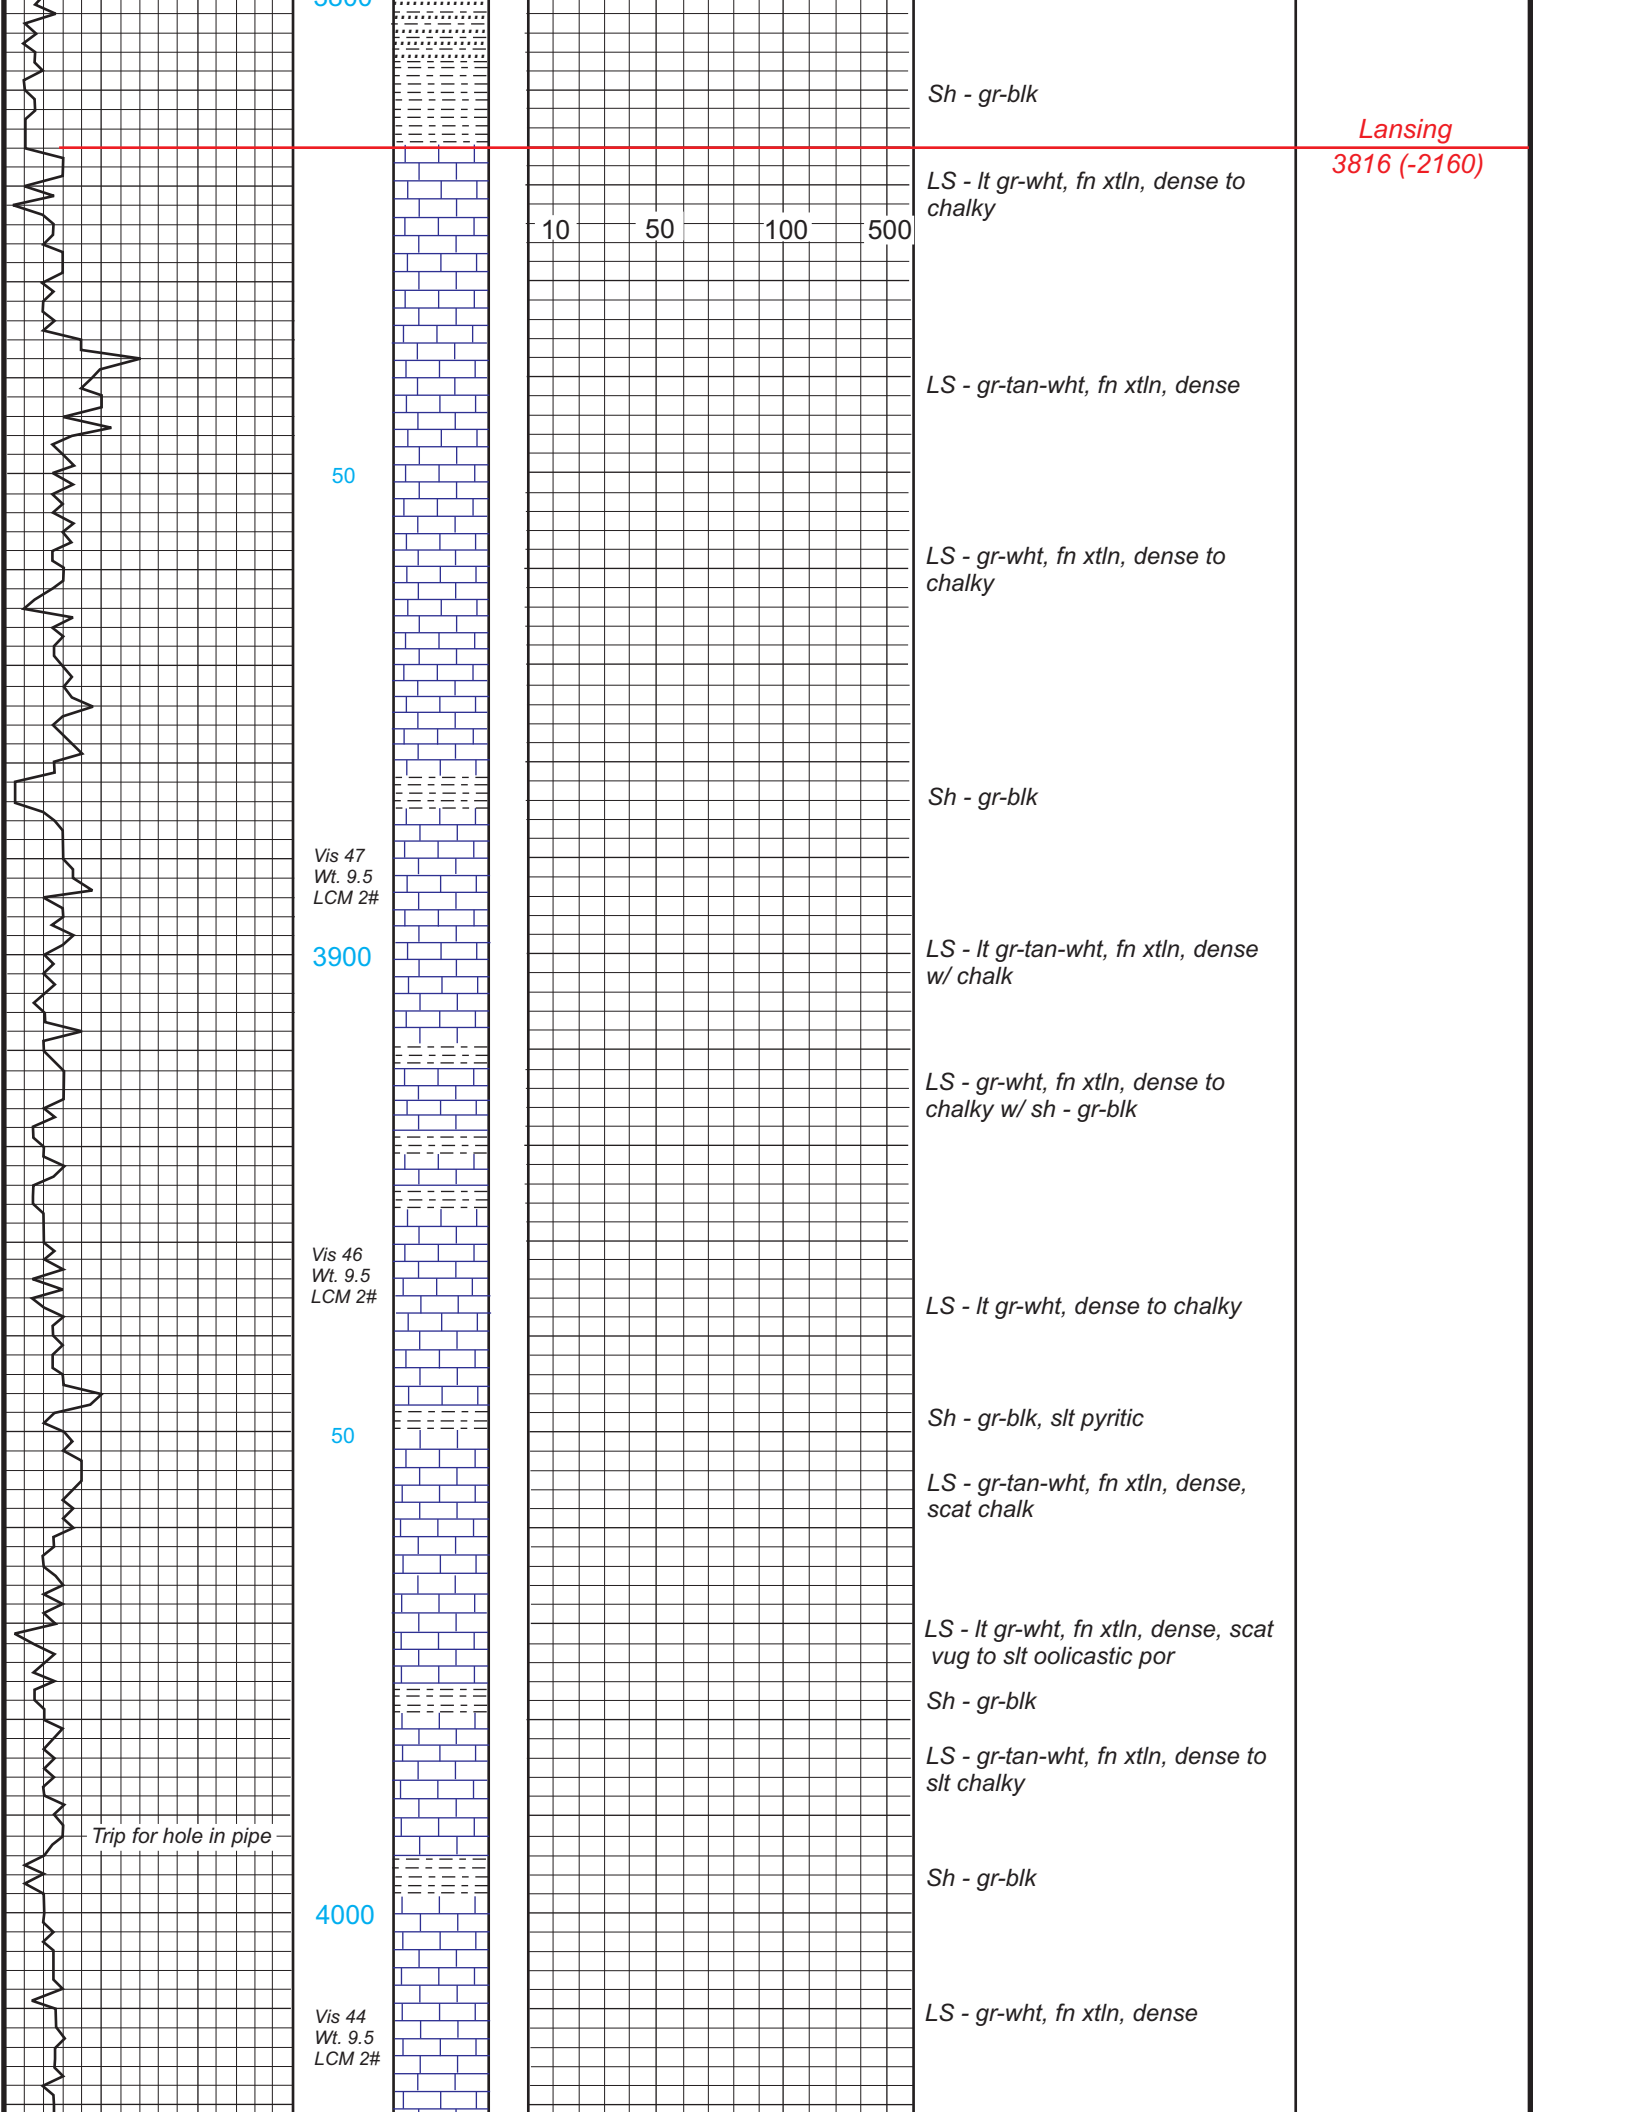 3800
Sh - gr-blk
Lansing
3816 (-2160)
LS - lt gr-wht, fn xtln, dense to
chalky
10 50 100 500
LS - gr-tan-wht, fn xtln, dense
50
LS - gr-wht, fn xtln, dense to
chalky
Sh - gr-blk
Vis 47
Wt. 9.5
LCM 2#
3900
LS - lt gr-tan-wht, fn xtln, dense
w/ chalk
LS - gr-wht, fn xtln, dense to
chalky w/ sh - gr-blk
Vis 46
Wt. 9.5
LCM 2#
LS - lt gr-wht, dense to chalky
Sh - gr-blk, slt pyritic
50
LS - gr-tan-wht, fn xtln, dense,
scat chalk
LS - lt gr-wht, fn xtln, dense, scat
vug to slt oolicastic por
Sh - gr-blk
LS - gr-tan-wht, fn xtln, dense to
slt chalky
Trip for hole in pipe
Sh - gr-blk
4000
LS - gr-wht, fn xtln, dense
Vis 44
Wt. 9.5
LCM 2#